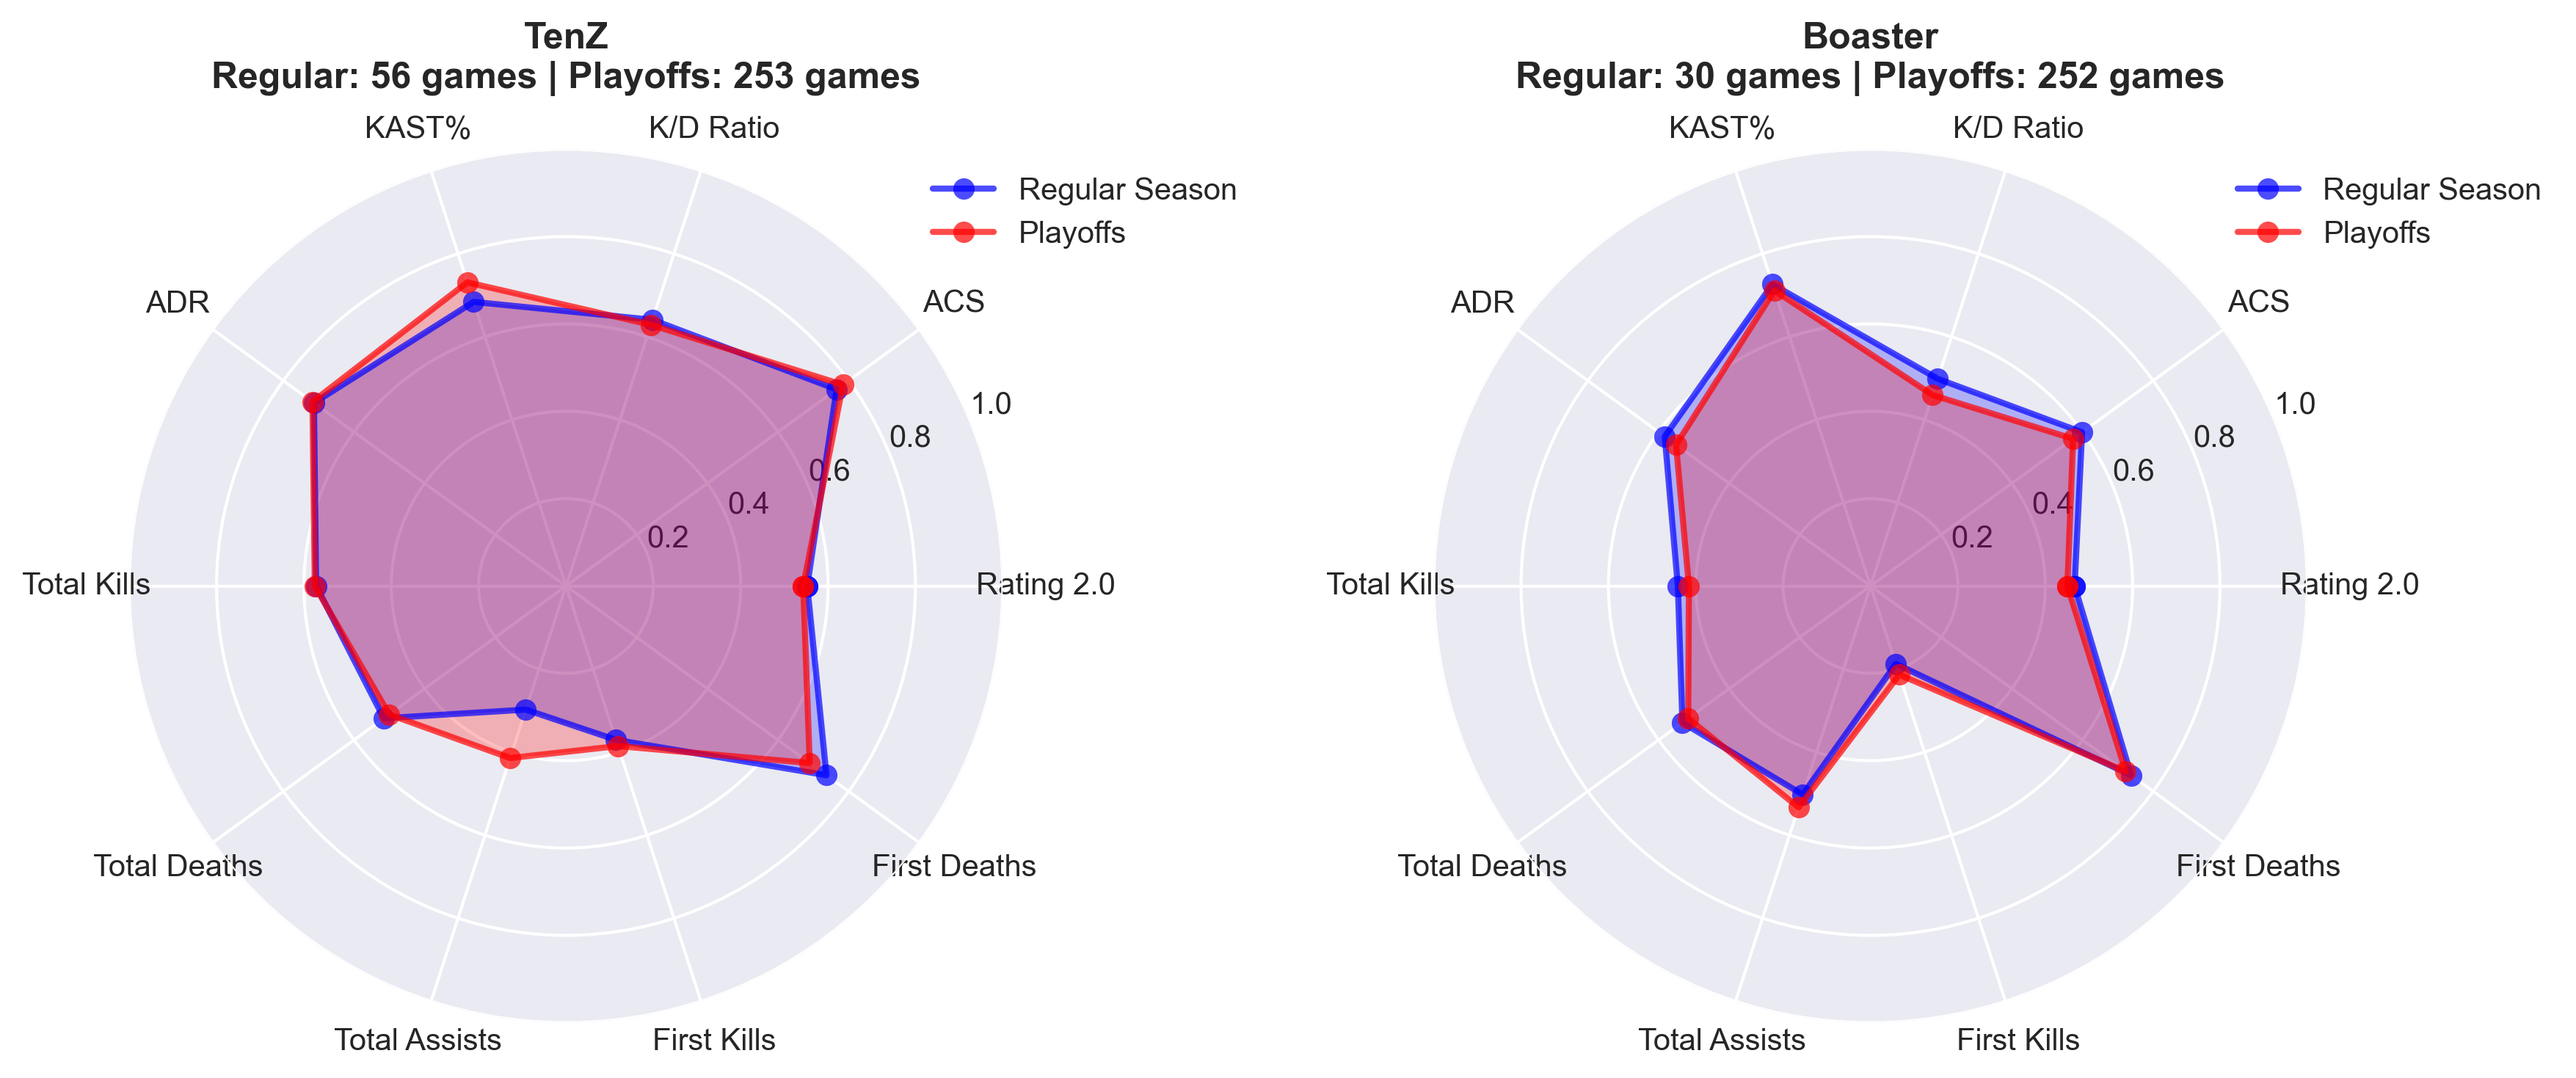 TenZ
Regular: 56 games | Playoffs: 253 games
KAST%
K/D Ratio
Regular Season
Playoffs
ADR
ACS
1.0
0.8
0.6
0.4
0.2
Total Kills
Rating 2.0
Total Deaths
First Deaths
Total Assists
First Kills
Boaster
Regular: 30 games | Playoffs: 252 games
KAST%
K/D Ratio
Regular Season
Playoffs
ADR
ACS
1.0
0.8
0.6
0.4
0.2
Total Kills
Rating 2.0
Total Deaths
First Deaths
Total Assists
First Kills